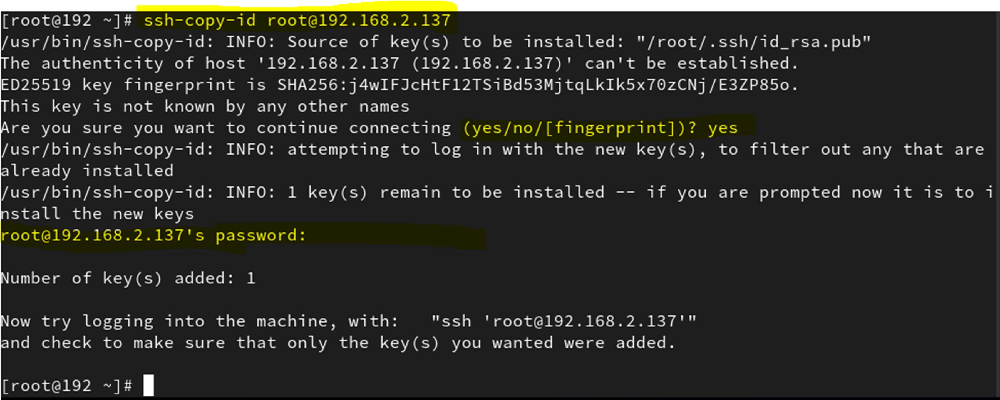 [root@192 ~]# ssh-copy-id root@192.168.2.137
/usr/bin/ssh-copy-id: INFO: Source of key(s) to be installed: "/root/.ssh/id_rsa.pub"
The authenticity of host '192.168.2.137 (192.168.2.137)' can't be established.
ED25519 key fingerprint is SHA256:j4wIFJcHtF12TSiBd53MjtqLkIk5x70zCNj/E3ZP85o.
This key is not known by any other names
Are you sure you want to continue connecting (yes/no/[fingerprint])? yes
/usr/bin/ssh-copy-id: INFO: attempting to log in with the new key(s), to filter out any that are
already installed
/usr/bin/ssh-copy-id: INFO: 1 key(s) remain to be installed -- if you are prompted now it is to i
nstall the new keys
root@192.168.2.137's password:
Number of key(s) added: 1
Now try logging into the machine, with:   "ssh 'root@192.168.2.137'"
and check to make sure that only the key(s) you wanted were added.
[root@192 ~]#